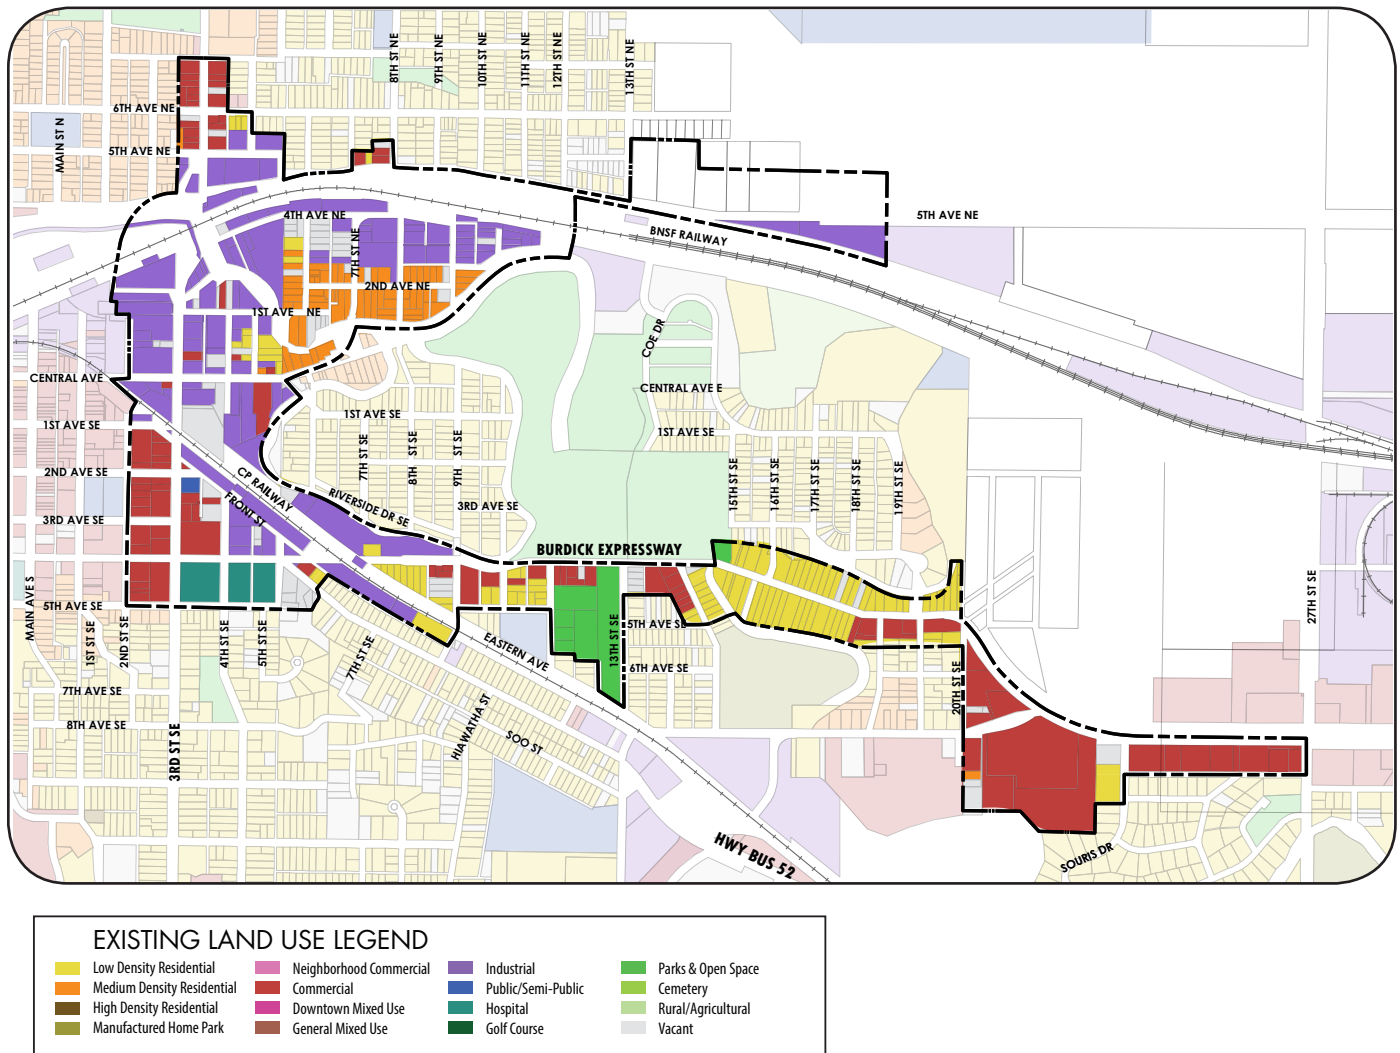 8TH ST NE
9TH ST NE
10TH ST NE
11TH ST NE
12TH ST NE
13TH ST NE
6TH AVE NE
MAIN ST N
5TH AVE NE
4TH AVE NE
5TH AVE NE
BNSF RAILWAY
7TH ST NE
2ND AVE NE
1ST AVE NE
COE DR
CENTRAL AVE
CENTRAL AVE E
1ST AVE SE
1ST AVE SE
1ST AVE SE
7TH ST SE
8TH ST SE
9TH ST SE
2ND AVE SE
CP RAILWAY
FRONT ST
RIVERSIDE DR SE
3RD AVE SE
3RD AVE SE
15TH ST SE
16TH ST SE
17TH ST SE
18TH ST SE
19TH ST SE
BURDICK EXPRESSWAY
MAIN AVE S
5TH AVE SE
1ST ST SE
2ND ST SE
4TH ST SE
5TH ST SE
7TH ST SE
EASTERN AVE
13TH ST SE
5TH AVE SE
6TH AVE SE
27TH ST SE
20TH ST SE
7TH AVE SE
8TH AVE SE
3RD ST SE
HIAWATHA ST
SOO ST
HWY BUS 52
SOURIS DR
EXISTING LAND USE LEGEND
Low Density Residential
Medium Density Residential
High Density Residential
Manufactured Home Park
Neighborhood Commercial
Commercial
Downtown Mixed Use
General Mixed Use
Industrial
Public/Semi-Public
Hospital
Golf Course
Parks & Open Space
Cemetery
Rural/Agricultural
Vacant